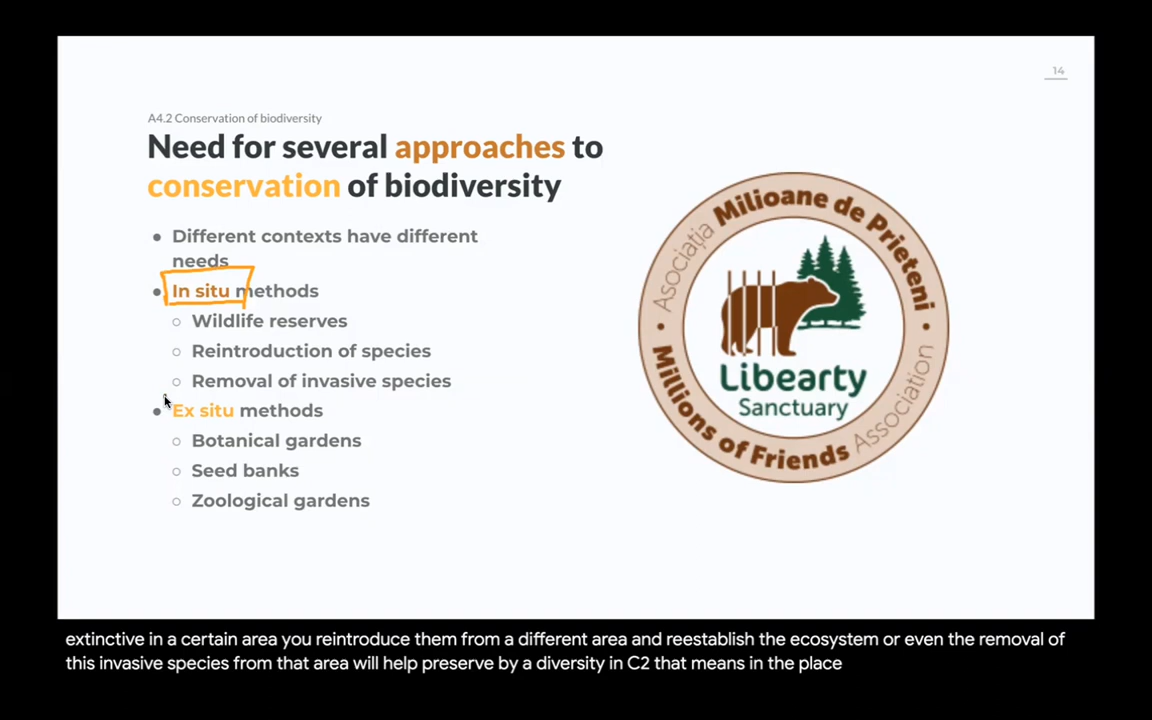 14
A4.2 Conservation of biodiversity
Need for several approaches to
conservation of biodiversity
Different contexts have different
needs
In situ methods
Wildlife reserves
Reintroduction of species
Removal of invasive species
Ex situ methods
Botanical gardens
Seed banks
Zoological gardens
Asociația Milioane de Prieteni
Libearty
Sanctuary
Millions of Friends Association
extinctive in a certain area you reintroduce them from a different area and reestablish the ecosystem or even the removal of
this invasive species from that area will help preserve by a diversity in C2 that means in the place